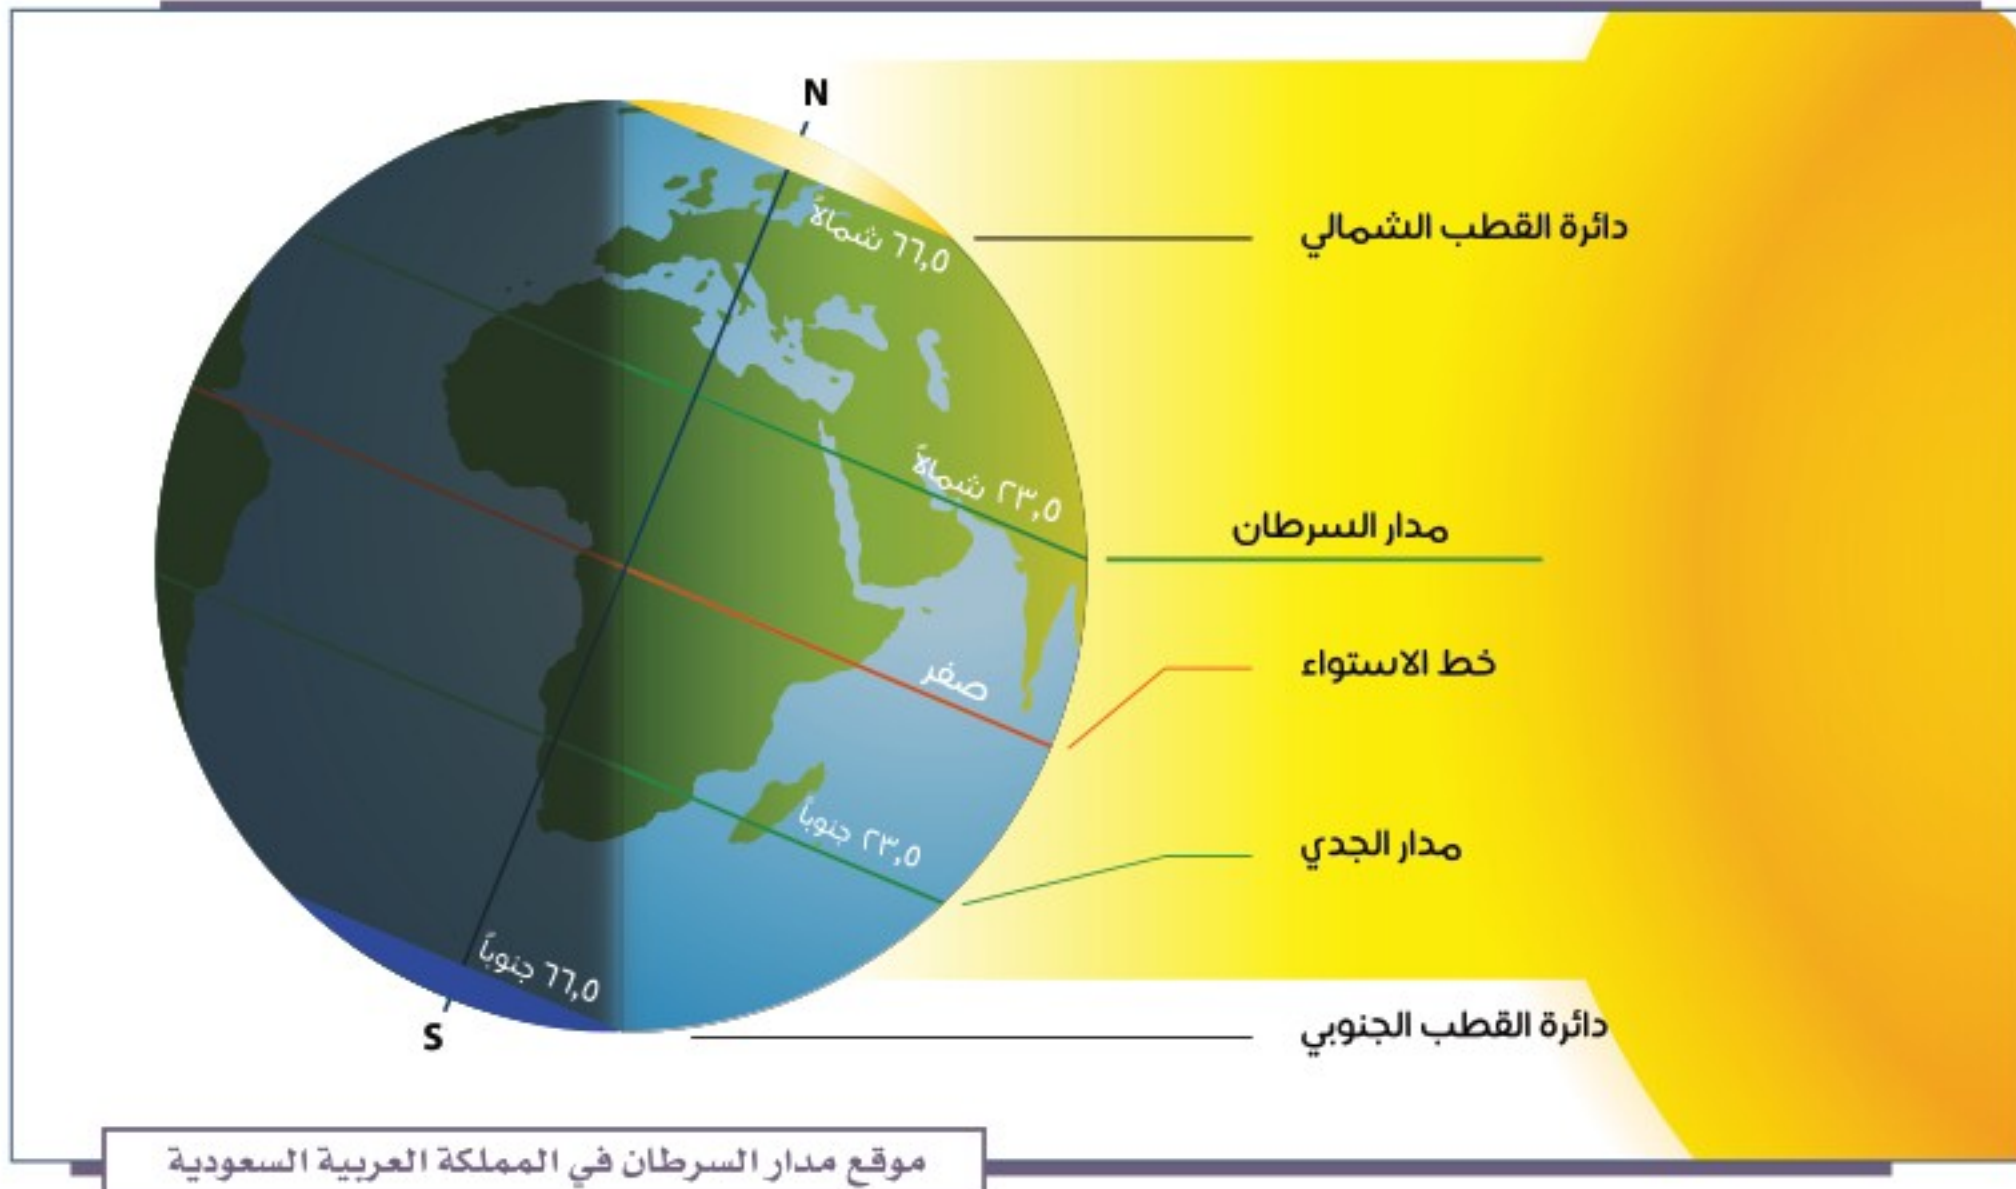 N
دائرة القطب الشمالي
٦٦,٥ شمالاً
مدار السرطان
٢٣,٥ شمالاً
خط الاستواء
صفر
مدار الجدي
٢٣,٥ جنوباً
٦٦,٥ جنوباً
دائرة القطب الجنوبي
S
موقع مدار السرطان في المملكة العربية السعودية